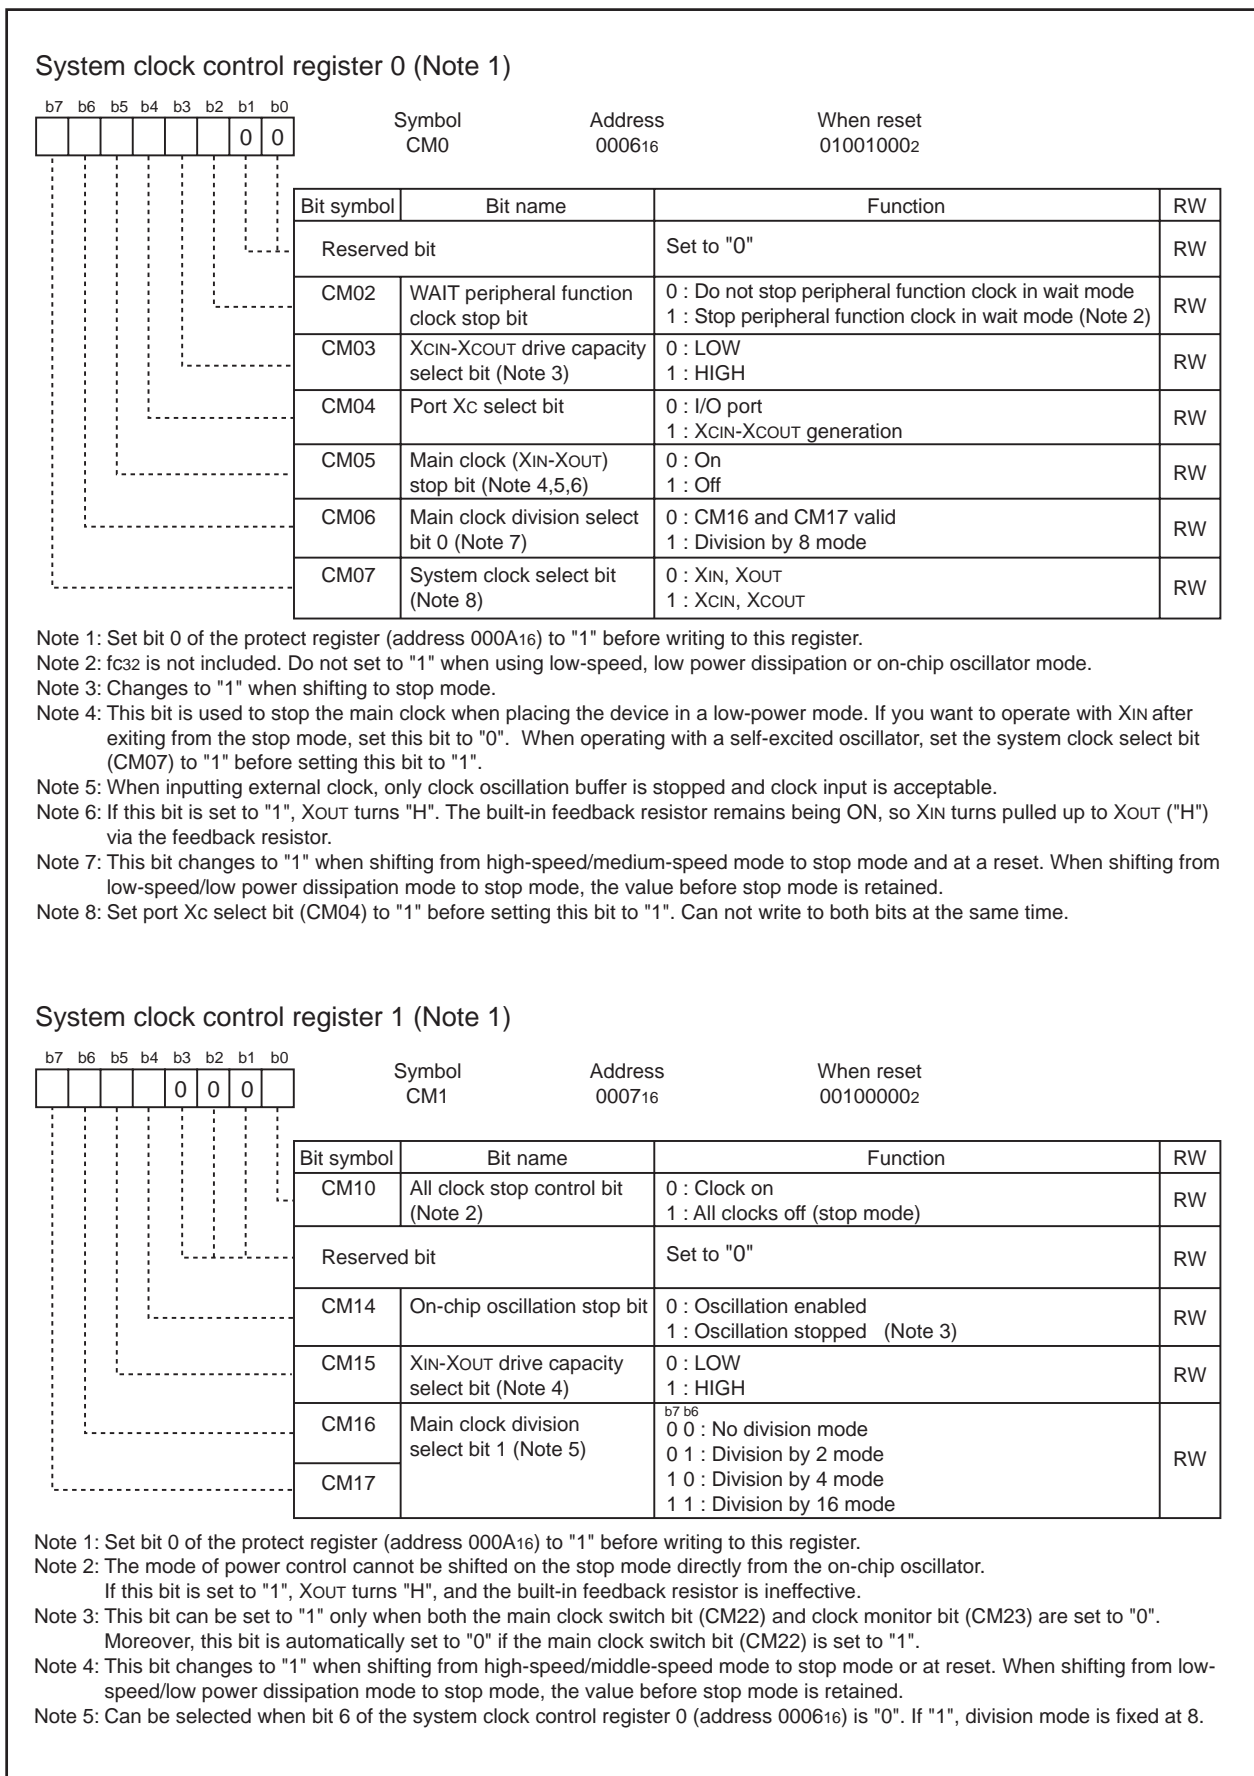 System clock control register 0 (Note 1)
b7 b6 b5 b4 b3 b2 b1 b0
0 0
Symbol Address When reset
CM0 000616 010010002
Bit symbol Bit name Function RW
Reserved bit Set to "0" RW
CM02 WAIT peripheral function 0 : Do not stop peripheral function clock in wait mode RW
clock stop bit 1 : Stop peripheral function clock in wait mode (Note 2)
CM03 XCIN-XCOUT drive capacity 0 : LOW RW
select bit (Note 3) 1 : HIGH
CM04 Port XC select bit 0 : I/O port RW
1 : XCIN-XCOUT generation
CM05 Main clock (XIN-XOUT) 0 : On RW
stop bit (Note 4,5,6) 1 : Off
CM06 Main clock division select 0 : CM16 and CM17 valid RW
bit 0 (Note 7) 1 : Division by 8 mode
CM07 System clock select bit 0 : XIN, XOUT RW
(Note 8) 1 : XCIN, XCOUT
Note 1: Set bit 0 of the protect register (address 000A16) to "1" before writing to this register.
Note 2: fC32 is not included. Do not set to "1" when using low-speed, low power dissipation or on-chip oscillator mode.
Note 3: Changes to "1" when shifting to stop mode.
Note 4: This bit is used to stop the main clock when placing the device in a low-power mode. If you want to operate with XIN after
exiting from the stop mode, set this bit to "0". When operating with a self-excited oscillator, set the system clock select bit
(CM07) to "1" before setting this bit to "1".
Note 5: When inputting external clock, only clock oscillation buffer is stopped and clock input is acceptable.
Note 6: If this bit is set to "1", XOUT turns "H". The built-in feedback resistor remains being ON, so XIN turns pulled up to XOUT ("H")
via the feedback resistor.
Note 7: This bit changes to "1" when shifting from high-speed/medium-speed mode to stop mode and at a reset. When shifting from
low-speed/low power dissipation mode to stop mode, the value before stop mode is retained.
Note 8: Set port XC select bit (CM04) to "1" before setting this bit to "1". Can not write to both bits at the same time.
System clock control register 1 (Note 1)
b7 b6 b5 b4 b3 b2 b1 b0
0 0 0
Symbol Address When reset
CM1 000716 001000002
Bit symbol Bit name Function RW
CM10 All clock stop control bit 0 : Clock on RW
(Note 2) 1 : All clocks off (stop mode)
Reserved bit Set to "0" RW
CM14 On-chip oscillation stop bit 0 : Oscillation enabled RW
1 : Oscillation stopped (Note 3)
CM15 XIN-XOUT drive capacity 0 : LOW RW
select bit (Note 4) 1 : HIGH
b7 b6
CM16 Main clock division 0 0 : No division mode
select bit 1 (Note 5) 0 1 : Division by 2 mode RW
CM17 1 0 : Division by 4 mode
1 1 : Division by 16 mode
Note 1: Set bit 0 of the protect register (address 000A16) to "1" before writing to this register.
Note 2: The mode of power control cannot be shifted on the stop mode directly from the on-chip oscillator.
If this bit is set to "1", XOUT turns "H", and the built-in feedback resistor is ineffective.
Note 3: This bit can be set to "1" only when both the main clock switch bit (CM22) and clock monitor bit (CM23) are set to "0".
Moreover, this bit is automatically set to "0" if the main clock switch bit (CM22) is set to "1".
Note 4: This bit changes to "1" when shifting from high-speed/middle-speed mode to stop mode or at reset. When shifting from low-
speed/low power dissipation mode to stop mode, the value before stop mode is retained.
Note 5: Can be selected when bit 6 of the system clock control register 0 (address 000616) is "0". If "1", division mode is fixed at 8.